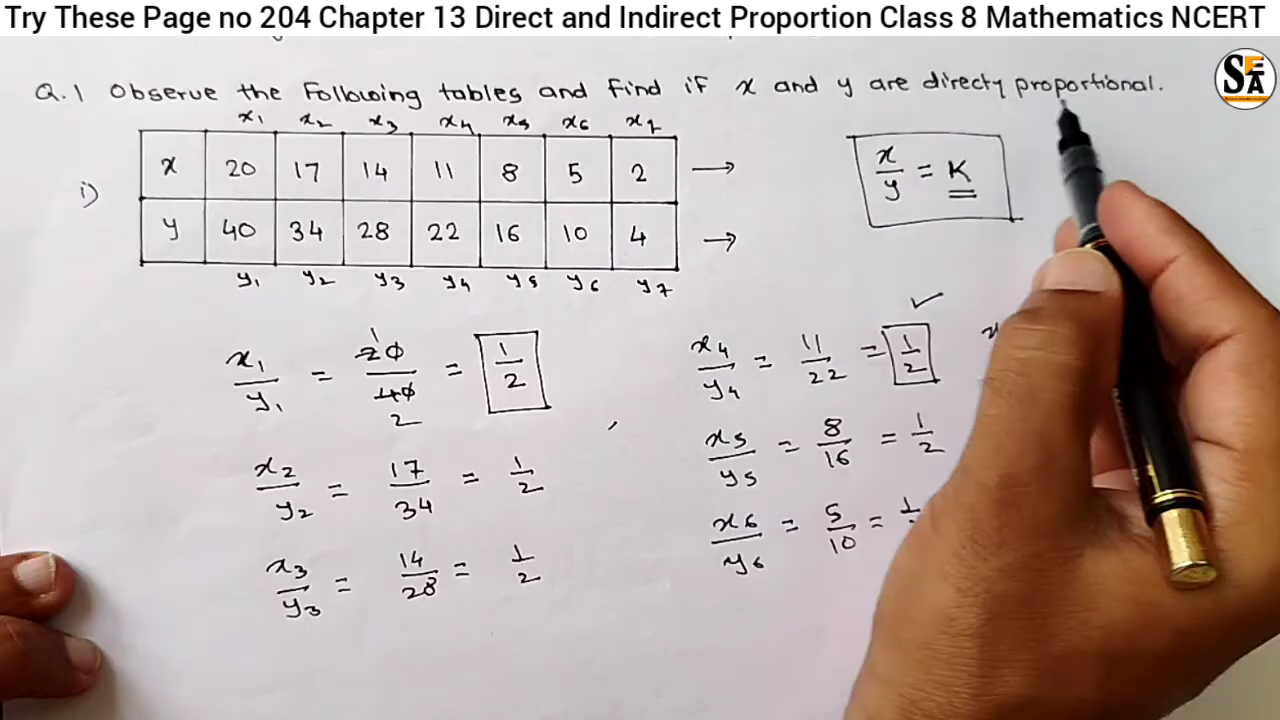 Try These Page no 204 Chapter 13 Direct and Indirect Proportion Class 8 Mathematics NCERT
SFEA
Q.1 Observe the Following tables and find if x and y are directy proportional.
x₁ x₂ x₃ x₄ x₅ x₆ x₇
i) x 20 17 14 11 8 5 2 →
y 40 34 28 22 16 10 4 →
y₁ y₂ y₃ y₄ y₅ y₆ y₇
x/y = K
x₁/y₁ = 20/40 = 1/2
x₂/y₂ = 17/34 = 1/2
x₃/y₃ = 14/28 = 1/2
,
✓
x₄/y₄ = 11/22 = 1/2
x₅/y₅ = 8/16 = 1/2
x₆/y₆ = 5/10 =